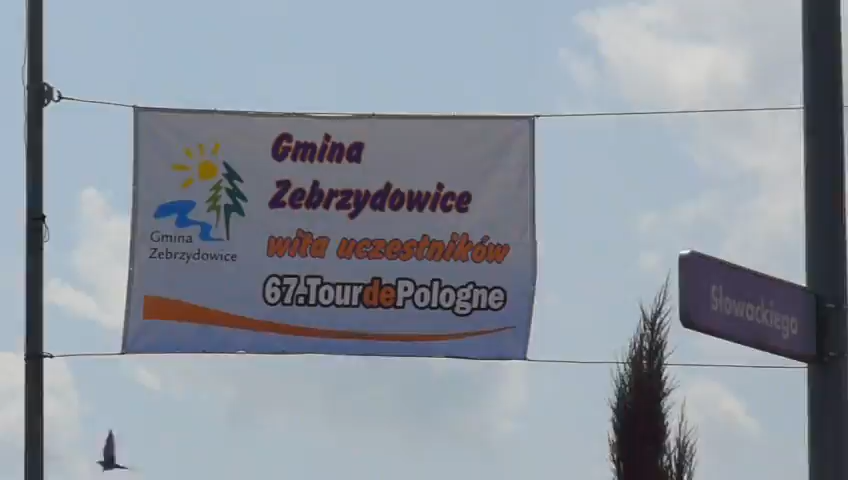 Gmina
Zebrzydowice
wita uczestników
67.TourdePologne
Gmina
Zebrzydowice
Słowackiego